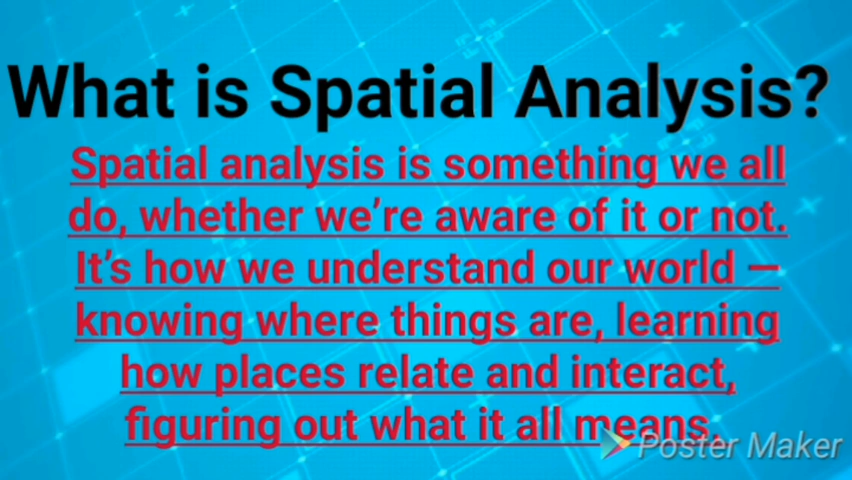 What is Spatial Analysis?
Spatial analysis is something we all
do, whether we’re aware of it or not.
It’s how we understand our world —
knowing where things are, learning
how places relate and interact,
figuring out what it all means.
Poster Maker